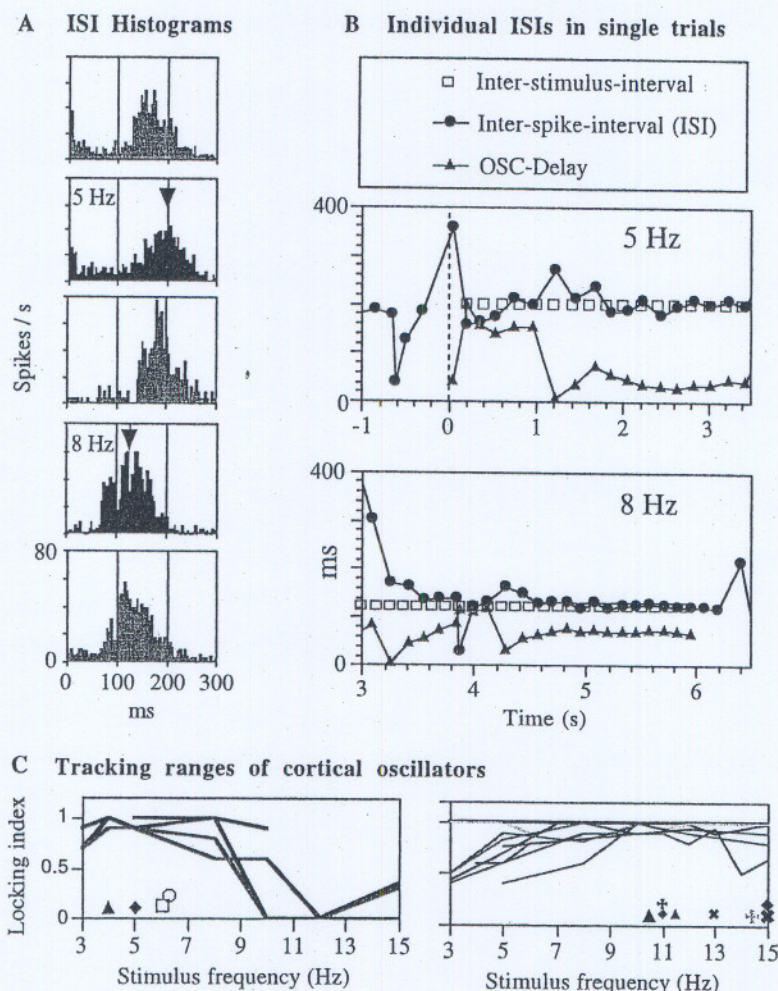 A ISI Histograms
B Individual ISIs in single trials
Inter-stimulus-interval
Inter-spike-interval (ISI)
OSC-Delay
5 Hz
8 Hz
Spikes / s
80
0
0 100 200 300
ms
400
5 Hz
0
-1 0 1 2 3
400
8 Hz
ms
0
3 4 5 6
Time (s)
C Tracking ranges of cortical oscillators
Locking index
1
0.5
0
3 5 7 9 11 13 15
Stimulus frequency (Hz)
3 5 7 9 11 13 15
Stimulus frequency (Hz)